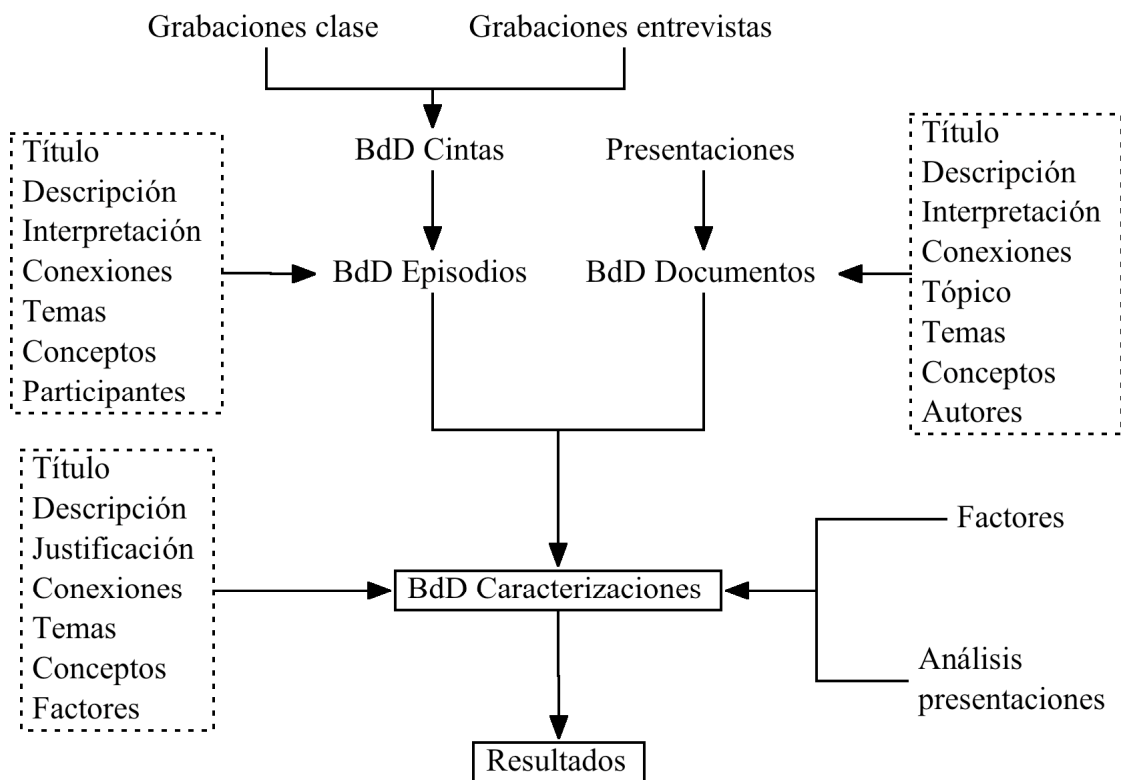 Grabaciones clase
Grabaciones entrevistas
BdD Cintas
Presentaciones
Título
Descripción
Interpretación
Conexiones
Temas
Conceptos
Participantes
BdD Episodios
BdD Documentos
Título
Descripción
Interpretación
Conexiones
Tópico
Temas
Conceptos
Autores
Título
Descripción
Justificación
Conexiones
Temas
Conceptos
Factores
BdD Caracterizaciones
Factores
Análisis
presentaciones
Resultados